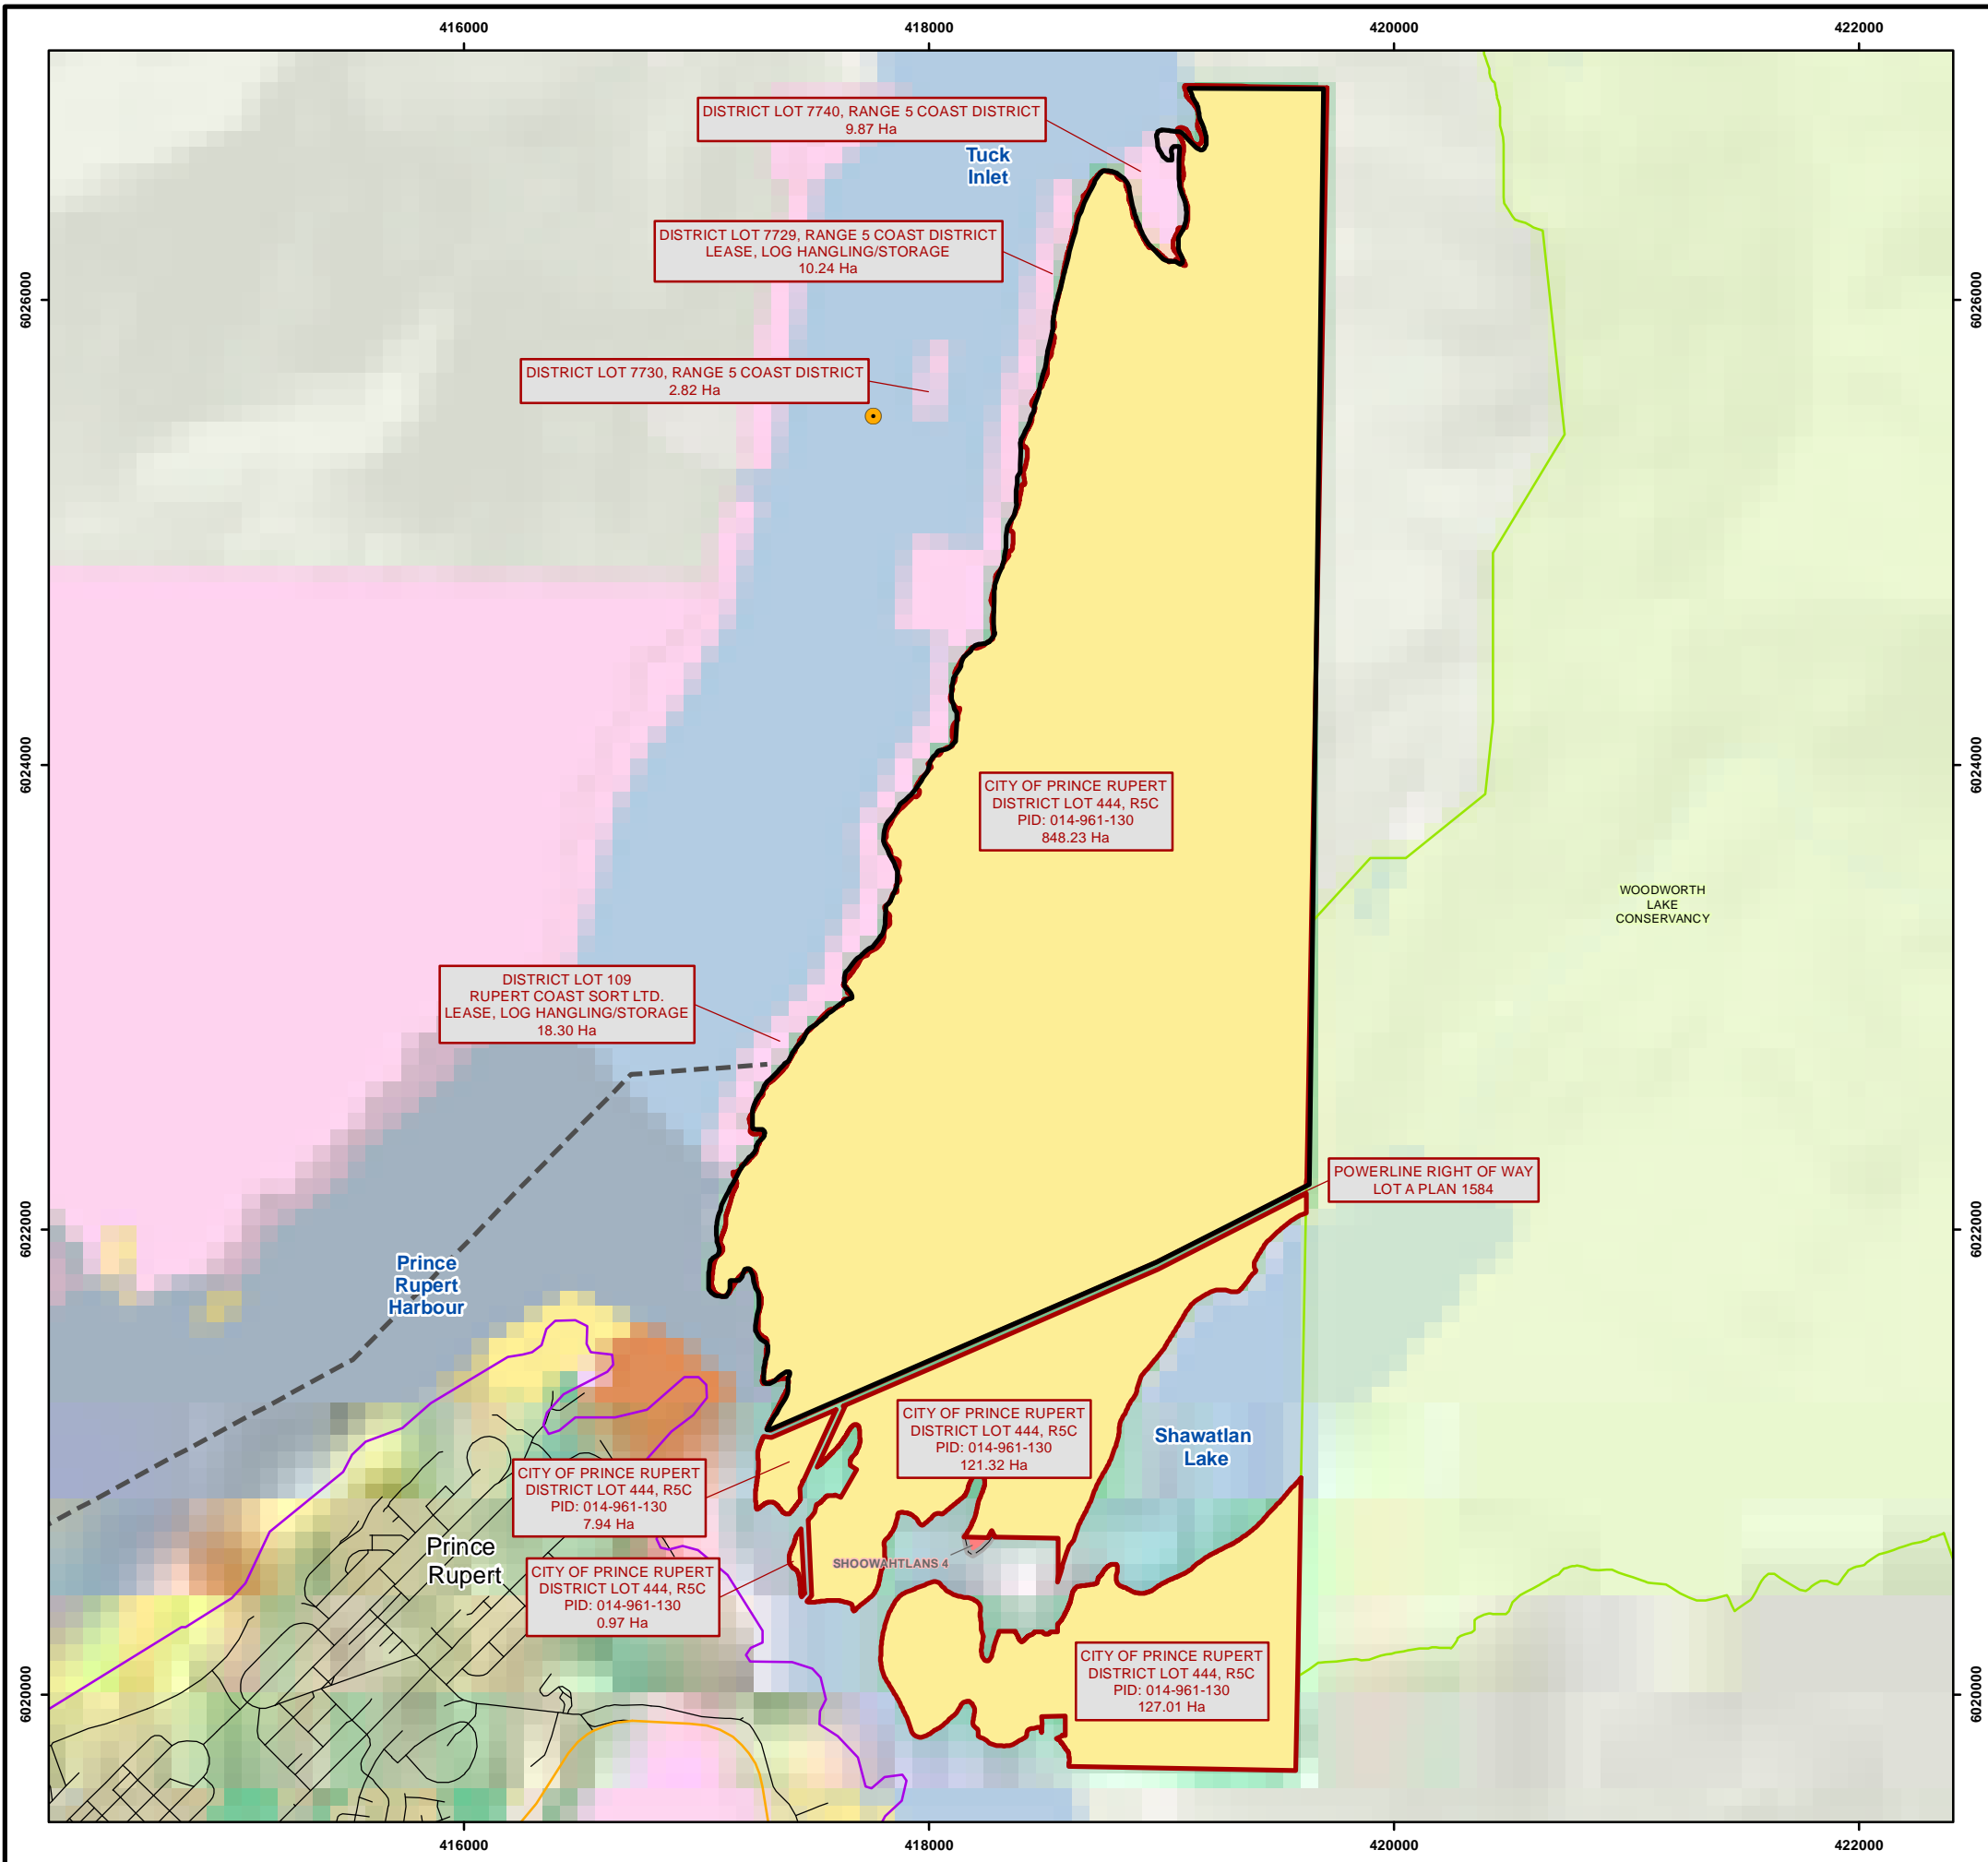 416000
418000
420000
422000
DISTRICT LOT 7740, RANGE 5 COAST DISTRICT
9.87 Ha
Tuck
Inlet
DISTRICT LOT 7729, RANGE 5 COAST DISTRICT
LEASE, LOG HANGLING/STORAGE
10.24 Ha
6026000
6026000
DISTRICT LOT 7730, RANGE 5 COAST DISTRICT
2.82 Ha
6024000
6024000
CITY OF PRINCE RUPERT
DISTRICT LOT 444, R5C
PID: 014-961-130
848.23 Ha
WOODWORTH
LAKE
CONSERVANCY
DISTRICT LOT 109
RUPERT COAST SORT LTD.
LEASE, LOG HANGLING/STORAGE
18.30 Ha
POWERLINE RIGHT OF WAY
LOT A PLAN 1584
6022000
6022000
Prince
Rupert
Harbour
CITY OF PRINCE RUPERT
DISTRICT LOT 444, R5C
PID: 014-961-130
121.32 Ha
Shawatlan
Lake
CITY OF PRINCE RUPERT
DISTRICT LOT 444, R5C
PID: 014-961-130
7.94 Ha
Prince
Rupert
SHOOWAHTLANS 4
CITY OF PRINCE RUPERT
DISTRICT LOT 444, R5C
PID: 014-961-130
0.97 Ha
CITY OF PRINCE RUPERT
DISTRICT LOT 444, R5C
PID: 014-961-130
127.01 Ha
6020000
6020000
416000
418000
420000
422000